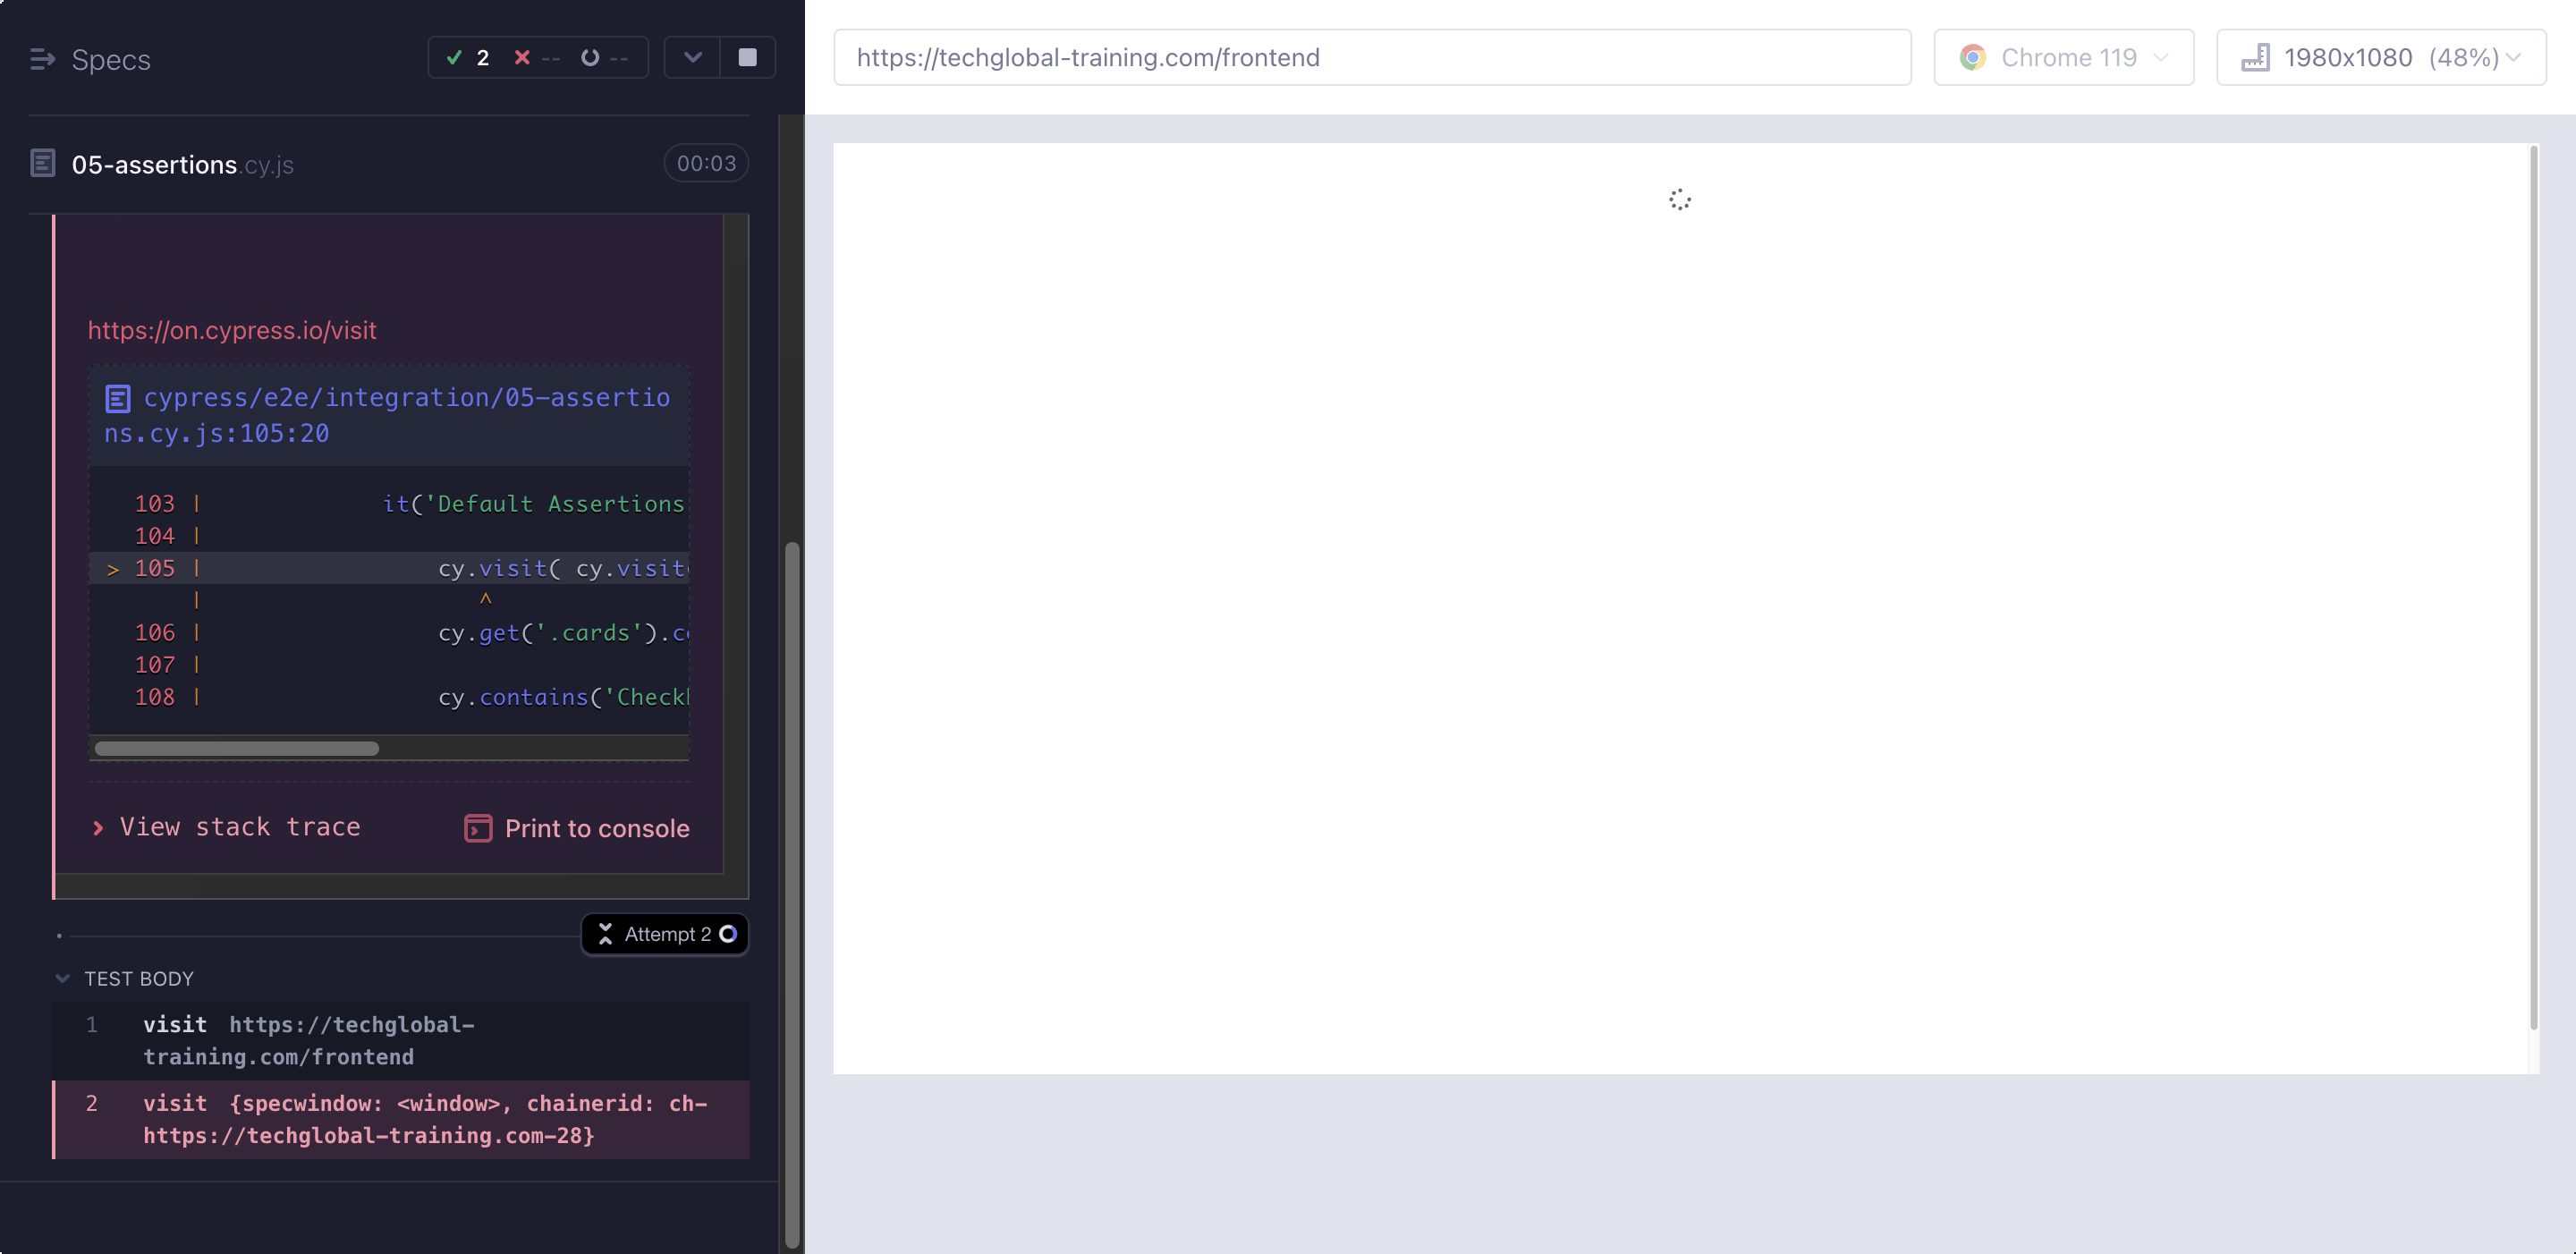 Specs
2 -- --
https://techglobal-training.com/frontend
Chrome 119
1980x1080 (48%)
05-assertions.cy.js
00:03
https://on.cypress.io/visit
cypress/e2e/integration/05-assertio
ns.cy.js:105:20
103 | it('Default Assertions
104 |
> 105 | cy.visit( cy.visit(
| ^
106 | cy.get('.cards').
107 |
108 | cy.contains('
View stack trace
Print to console
Attempt 2
TEST BODY
1 visit https://techglobal-
training.com/frontend
2 visit {specwindow: <window>, chainerid: ch-
https://techglobal-training.com-28}